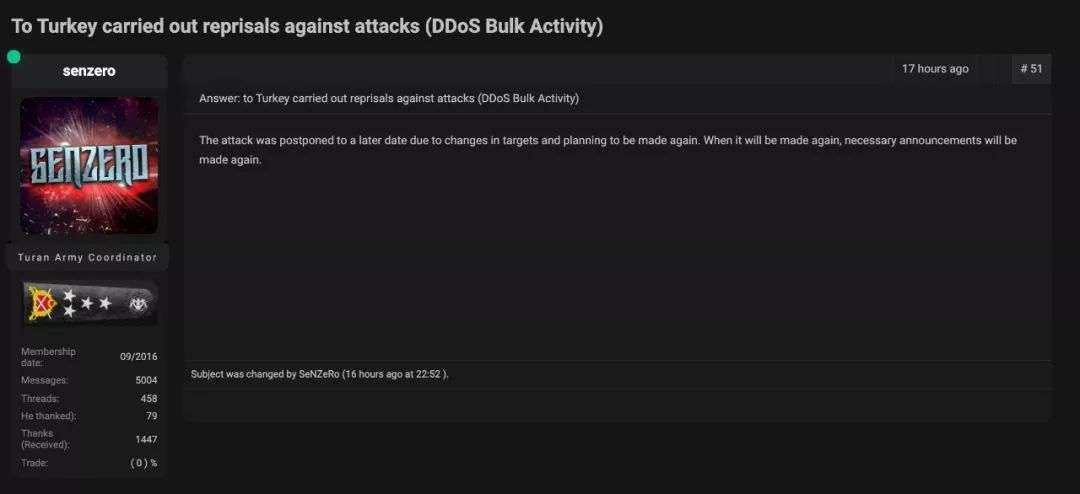 To Turkey carried out reprisals against attacks (DDoS Bulk Activity)
senzero
17 hours ago
# 51
SENZERO
Answer: to Turkey carried out reprisals against attacks (DDoS Bulk Activity)
The attack was postponed to a later date due to changes in targets and planning to be made again. When it will be made again, necessary announcements will be
made again.
Turan Army Coordinator
Membership
date:
09/2016
Messages: 5004
Threads: 458
He thanked): 79
Thanks
(Received):
1447
Trade: ( 0 ) %
Subject was changed by SeNZeRo (16 hours ago at 22:52 ).